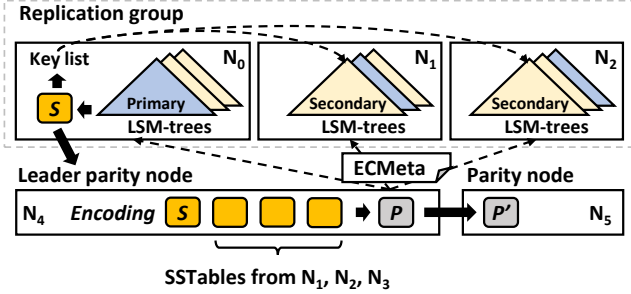 Replication group
Key list
N0
N1
N2
S
Primary
Secondary
Secondary
LSM-trees
LSM-trees
LSM-trees
ECMeta
Leader parity node
Parity node
N4 Encoding S P
P' N5
SSTables from N1, N2, N3